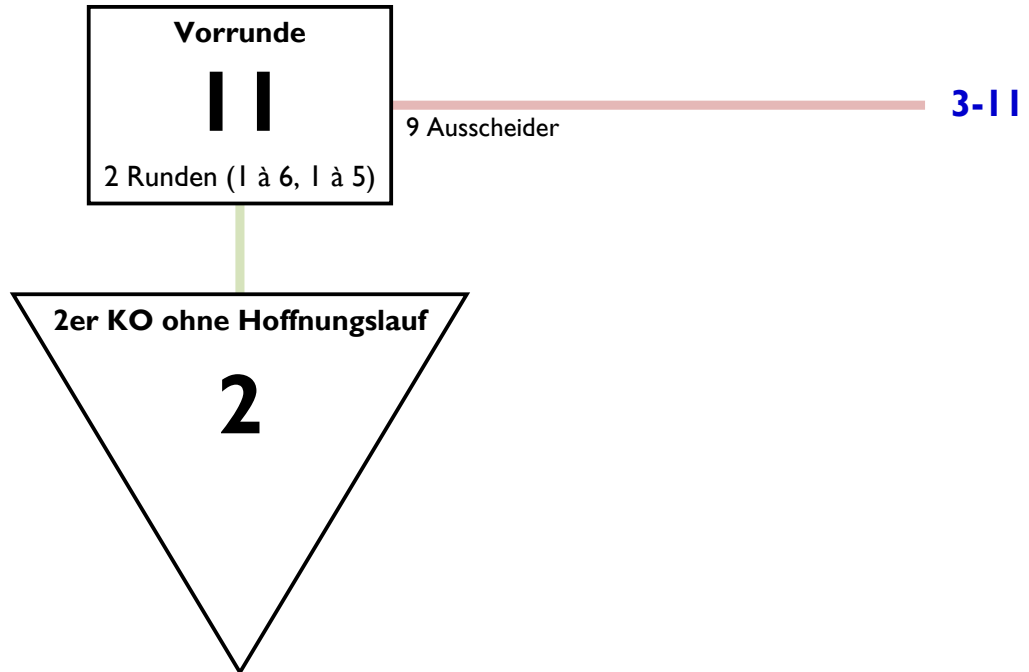 Vorrunde
11
2 Runden (1 à 6, 1 à 5)
9 Ausscheider
3-11
2er KO ohne Hoffnungslauf
2